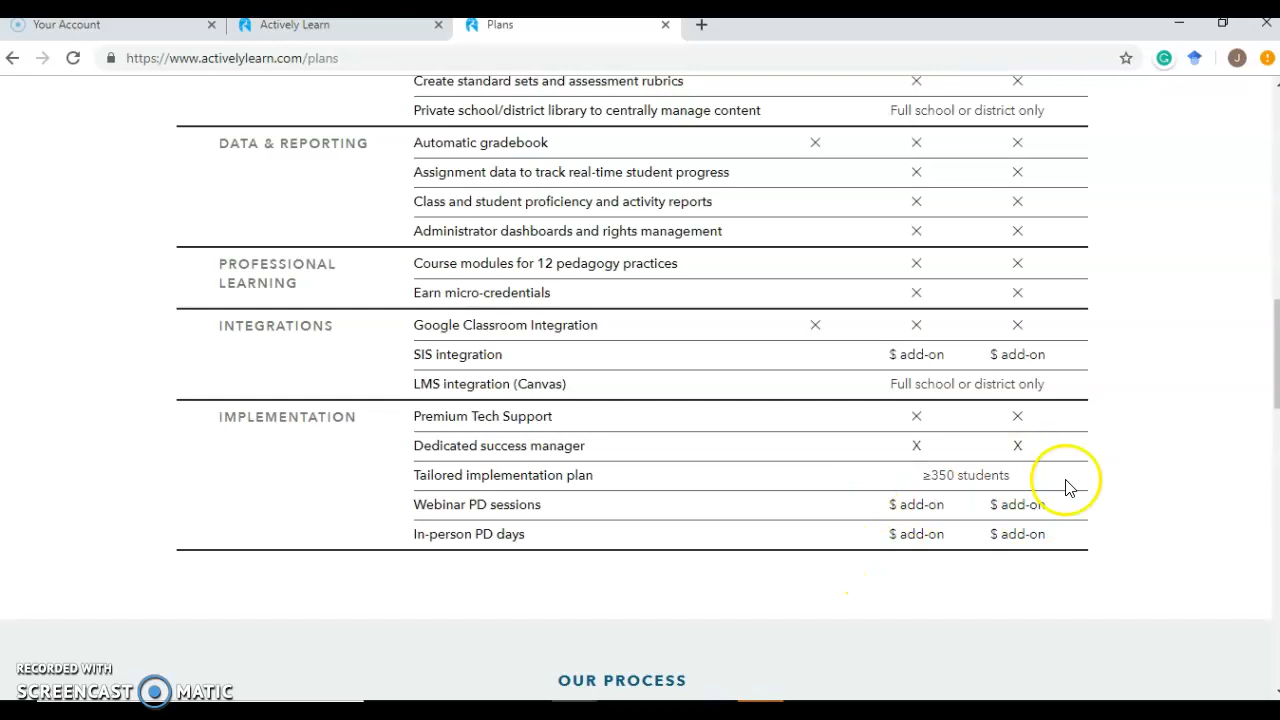 Your Account
Actively Learn
Plans
https://www.activelylearn.com/plans
J
Create standard sets and assessment rubrics X X
Private school/district library to centrally manage content Full school or district only
DATA & REPORTING Automatic gradebook X X X
Assignment data to track real-time student progress X X
Class and student proficiency and activity reports X X
Administrator dashboards and rights management X X
PROFESSIONAL LEARNING Course modules for 12 pedagogy practices X X
Earn micro-credentials X X
INTEGRATIONS Google Classroom Integration X X X
SIS integration $ add-on $ add-on
LMS integration (Canvas) Full school or district only
IMPLEMENTATION Premium Tech Support X X
Dedicated success manager X X
Tailored implementation plan ≥350 students
Webinar PD sessions $ add-on $ add-on
In-person PD days $ add-on $ add-on
OUR PROCESS
RECORDED WITH
SCREENCAST MATIC